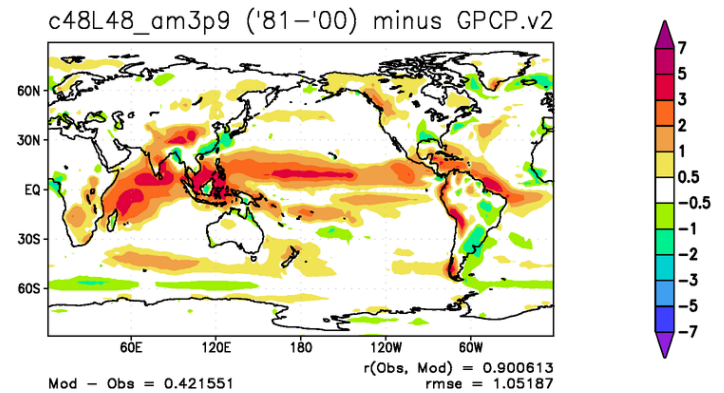 c48L48_am3p9 ('81–'00) minus GPCP.v2
60N
30N
EQ
30S
60S
60E
120E
180
120W
60W
7
5
3
2
1
0.5
−0.5
−1
−2
−3
−5
−7
r(Obs, Mod) = 0.900613
Mod − Obs = 0.421551
rmse = 1.05187